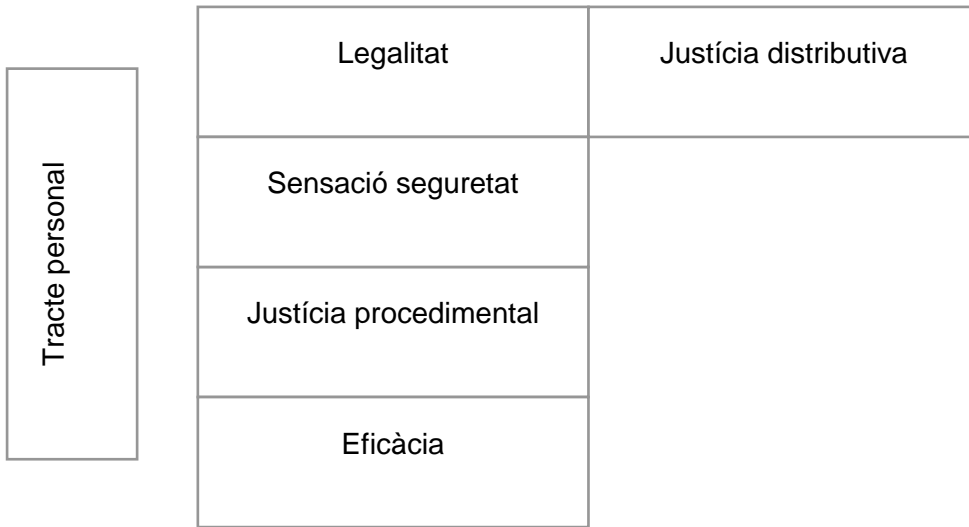 Legalitat
Justícia distributiva
Tracte personal
Sensació seguretat
Justícia procedimental
Eficàcia